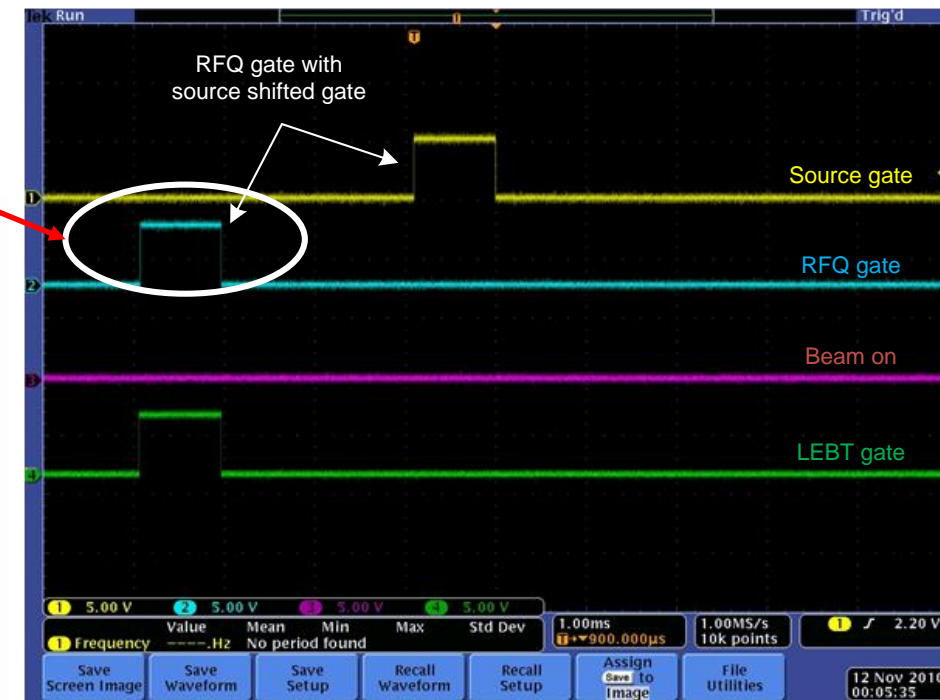 Tek Run
Trig'd
T
RFQ gate with
source shifted gate
Source gate
1
RFQ gate
2
Beam on
3
LEBT gate
4
1 5.00 V 2 5.00 V 3 5.00 V 4 5.00 V
Value Mean Min Max Std Dev
1 Frequency ----.Hz No period found
1.00ms
T→▼900.000µs
1.00MS/s
10k points
1 ʃ 2.20 V
Save
Screen Image
Save
Waveform
Save
Setup
Recall
Waveform
Recall
Setup
Assign
Save to
Image
File
Utilities
12 Nov 2016
00:05:35